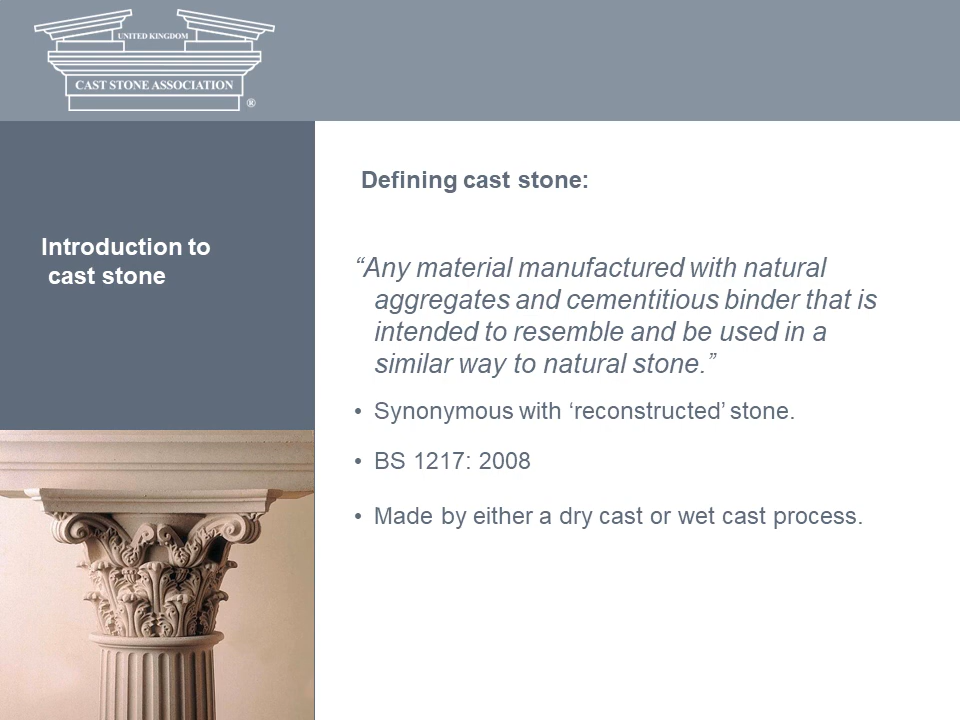 UNITED KINGDOM
CAST STONE ASSOCIATION
®
Introduction to
cast stone
Defining cast stone:
“Any material manufactured with natural
aggregates and cementitious binder that is
intended to resemble and be used in a
similar way to natural stone.”
• Synonymous with ‘reconstructed’ stone.
• BS 1217: 2008
• Made by either a dry cast or wet cast process.